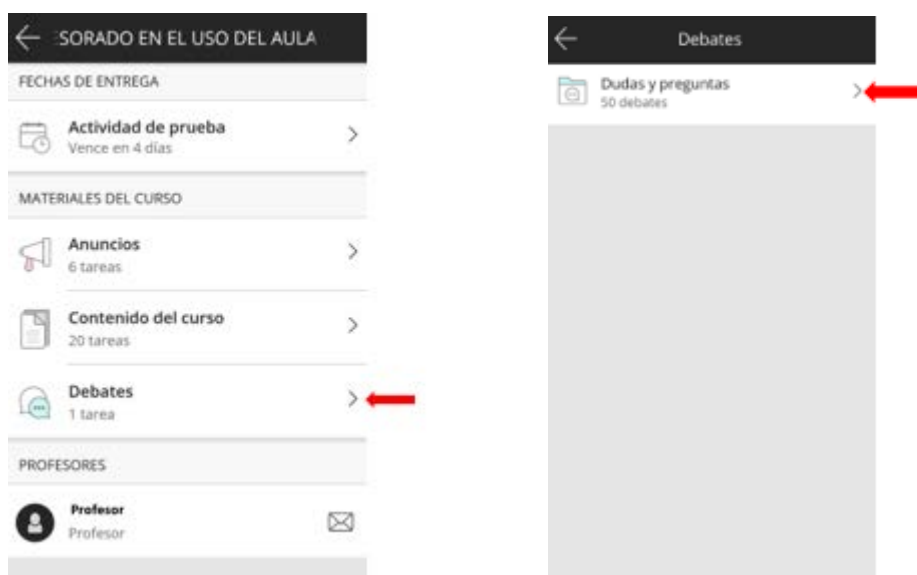 SORADO EN EL USO DEL AULA
FECHAS DE ENTREGA
Actividad de prueba
Vence en 4 días
MATERIALES DEL CURSO
Anuncios
6 tareas
Contenido del curso
20 tareas
Debates
1 tarea
PROFESORES
Profesor
Profesor
Debates
Dudas y preguntas
50 debates